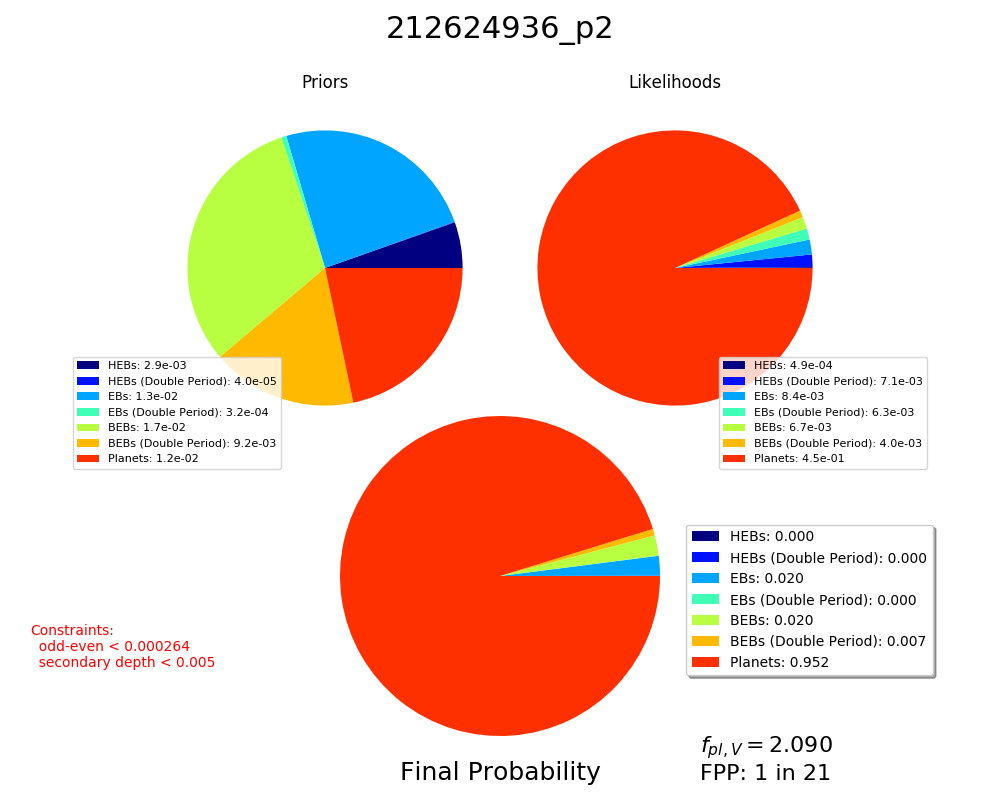 212624936_p2
Priors
Likelihoods
HEBs: 2.9e-03
HEBs (Double Period): 4.0e-05
EBs: 1.3e-02
EBs (Double Period): 3.2e-04
BEBs: 1.7e-02
BEBs (Double Period): 9.2e-03
Planets: 1.2e-02
HEBs: 4.9e-04
HEBs (Double Period): 7.1e-03
EBs: 8.4e-03
EBs (Double Period): 6.3e-03
BEBs: 6.7e-03
BEBs (Double Period): 4.0e-03
Planets: 4.5e-01
HEBs: 0.000
HEBs (Double Period): 0.000
EBs: 0.020
EBs (Double Period): 0.000
BEBs: 0.020
BEBs (Double Period): 0.007
Planets: 0.952
Constraints:
odd-even < 0.000264
secondary depth < 0.005
Final Probability
f_{pl, V} = 2.090
FPP: 1 in 21